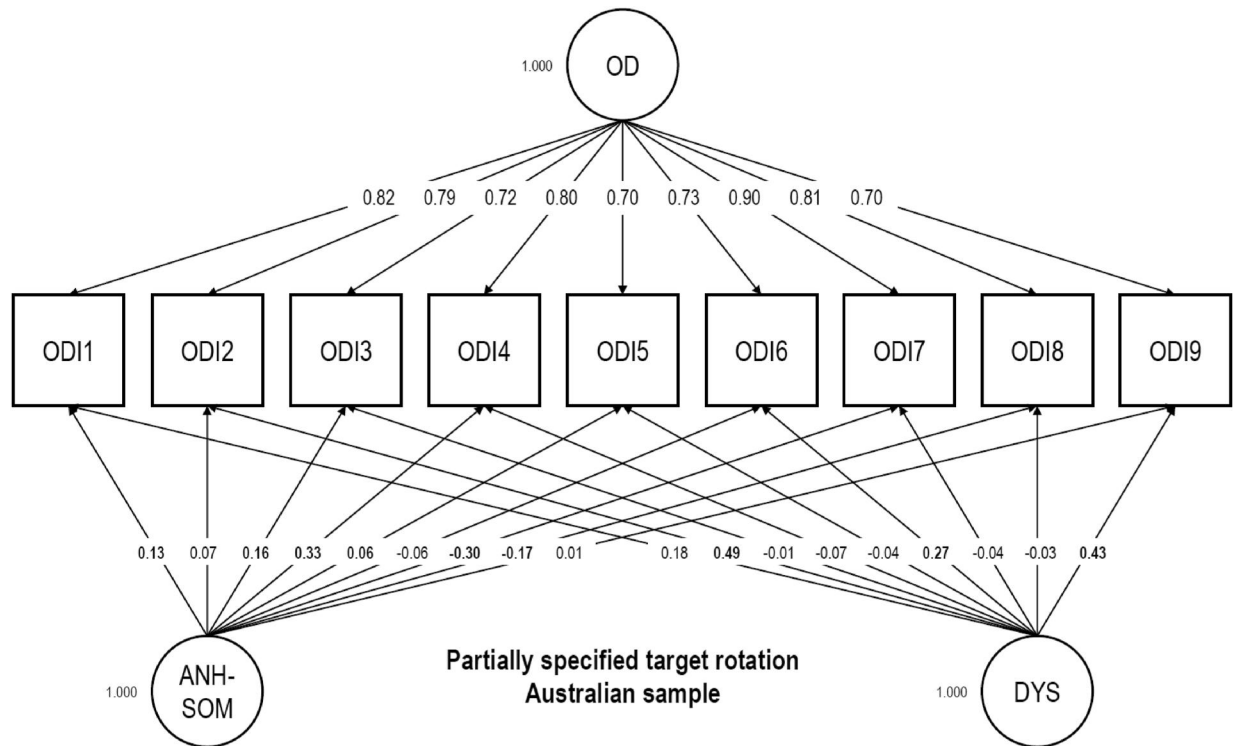 1.000 OD
0.82 0.79 0.72 0.80 0.70 0.73 0.90 0.81 0.70
ODI1 ODI2 ODI3 ODI4 ODI5 ODI6 ODI7 ODI8 ODI9
0.13 0.07 0.16 0.33 0.06 -0.06 -0.30 -0.17 0.01 0.18 0.49 -0.01 -0.07 -0.04 0.27 -0.04 -0.03 0.43
1.000 ANH-
SOM
Partially specified target rotation
Australian sample
1.000 DYS